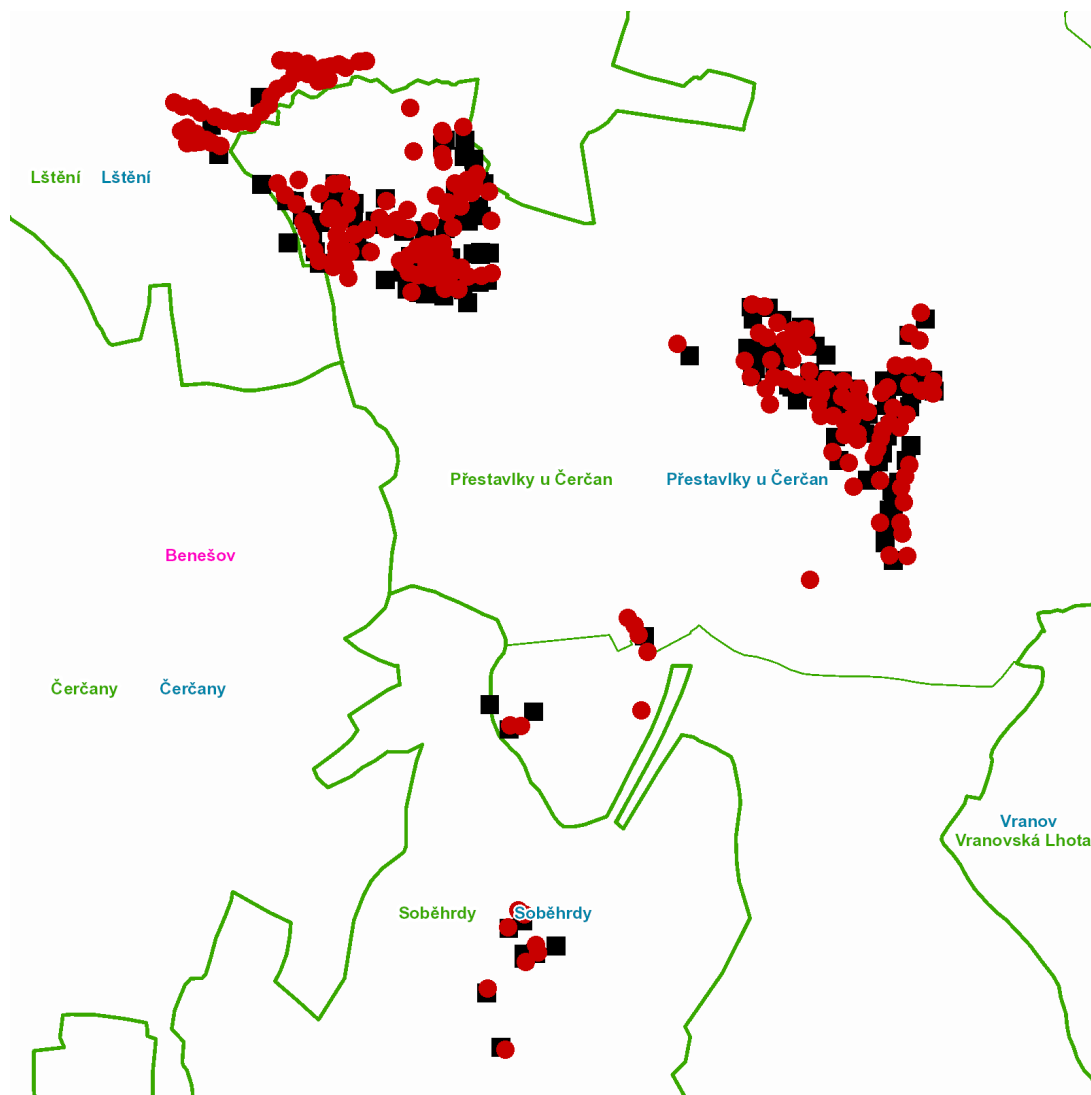 Lštění Lštění
Přestavlky u Čerčan Přestavlky u Čerčan
Benešov
Čerčany Čerčany
Vranov
Vranovská Lhota
Soběhrdy Soběhrdy